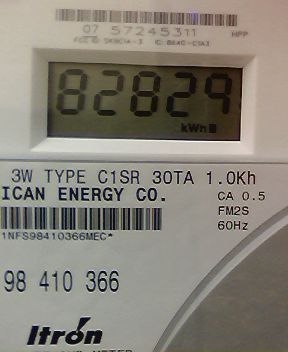 07 57245311 HPP
82829
kWh
3W TYPE C1SR 30TA 1.0Kh
ICAN ENERGY CO. CA 0.5
FM2S
1NFS98410366MEC* 60Hz
98 410 366
Itron